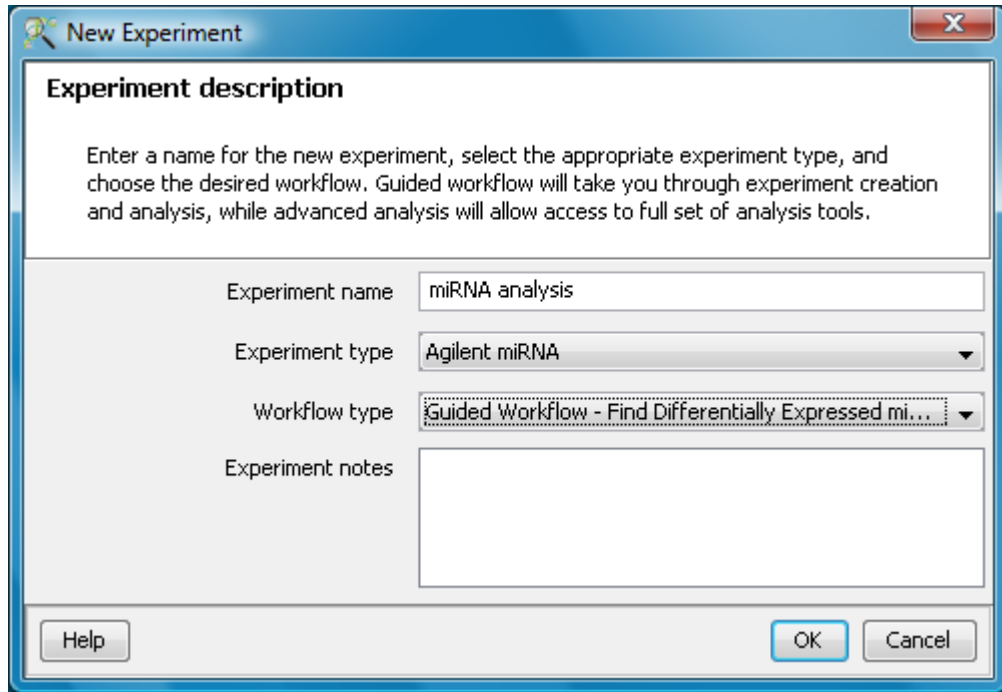 New Experiment
Experiment description
Enter a name for the new experiment, select the appropriate experiment type, and
choose the desired workflow. Guided workflow will take you through experiment creation
and analysis, while advanced analysis will allow access to full set of analysis tools.
Experiment name miRNA analysis
Experiment type Agilent miRNA
Workflow type Guided Workflow - Find Differentially Expressed mi...
Experiment notes
Help OK Cancel